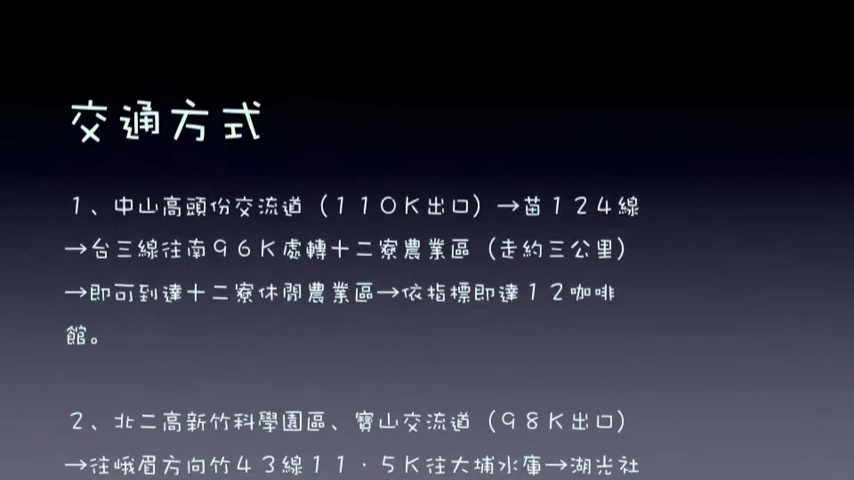 交通方式
１、中山高頭份交流道（１１０Ｋ出口）→苗１２４線
→台三線往南９６Ｋ處轉十二寮農業區（走約三公里）
→即可到達十二寮休閒農業區→依指標即達１２咖啡
館。
２、北二高新竹科學園區、寶山交流道（９８Ｋ出口）
→往峨眉方向竹４３線１１．５Ｋ往大埔水庫→湖光社